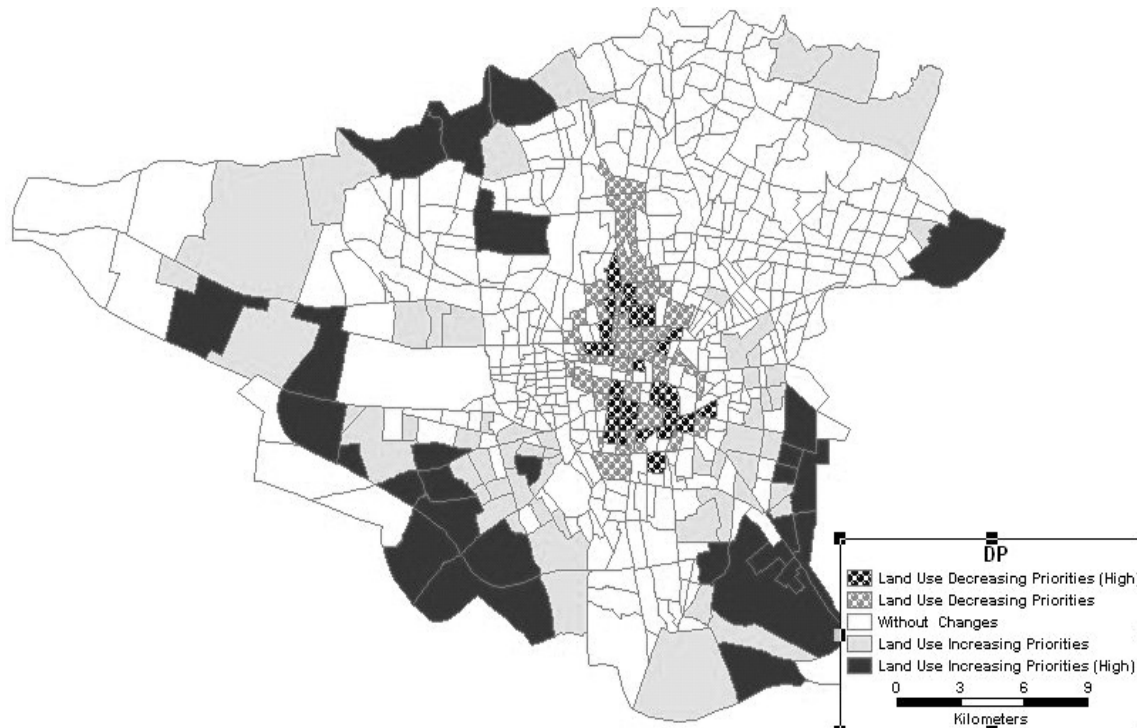 DP
Land Use Decreasing Priorities (High)
Land Use Decreasing Priorities
Without Changes
Land Use Increasing Priorities
Land Use Increasing Priorities (High)
0 3 6 9
Kilometers